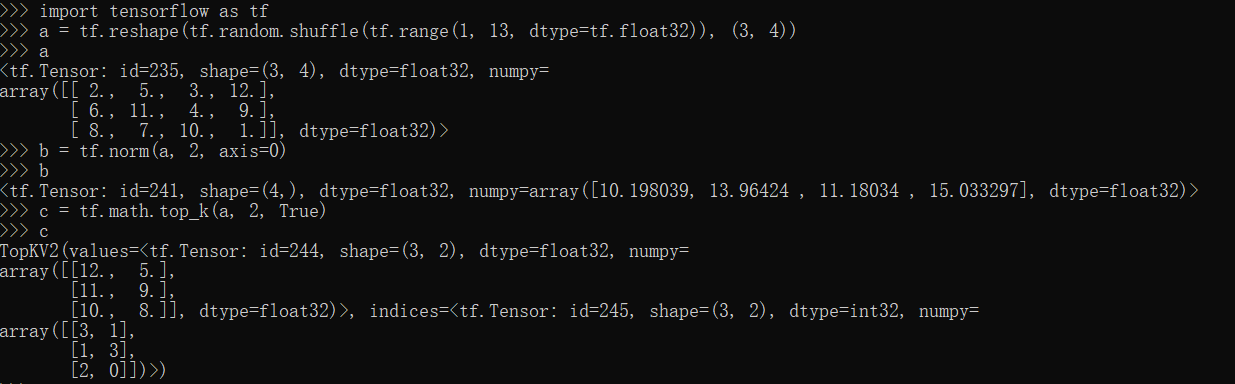 >>> import tensorflow as tf
>>> a = tf.reshape(tf.random.shuffle(tf.range(1, 13, dtype=tf.float32)), (3, 4))
>>> a
<tf.Tensor: id=235, shape=(3, 4), dtype=float32, numpy=
array([[ 2.,  5.,  3., 12.],
       [ 6., 11.,  4.,  9.],
       [ 8.,  7., 10.,  1.]], dtype=float32)>
>>> b = tf.norm(a, 2, axis=0)
>>> b
<tf.Tensor: id=241, shape=(4,), dtype=float32, numpy=array([10.198039, 13.96424 , 11.18034 , 15.033297], dtype=float32)>
>>> c = tf.math.top_k(a, 2, True)
>>> c
TopKV2(values=<tf.Tensor: id=244, shape=(3, 2), dtype=float32, numpy=
array([[12.,  5.],
       [11.,  9.],
       [10.,  8.]], dtype=float32)>, indices=<tf.Tensor: id=245, shape=(3, 2), dtype=int32, numpy=
array([[3, 1],
       [1, 3],
       [2, 0]])>)